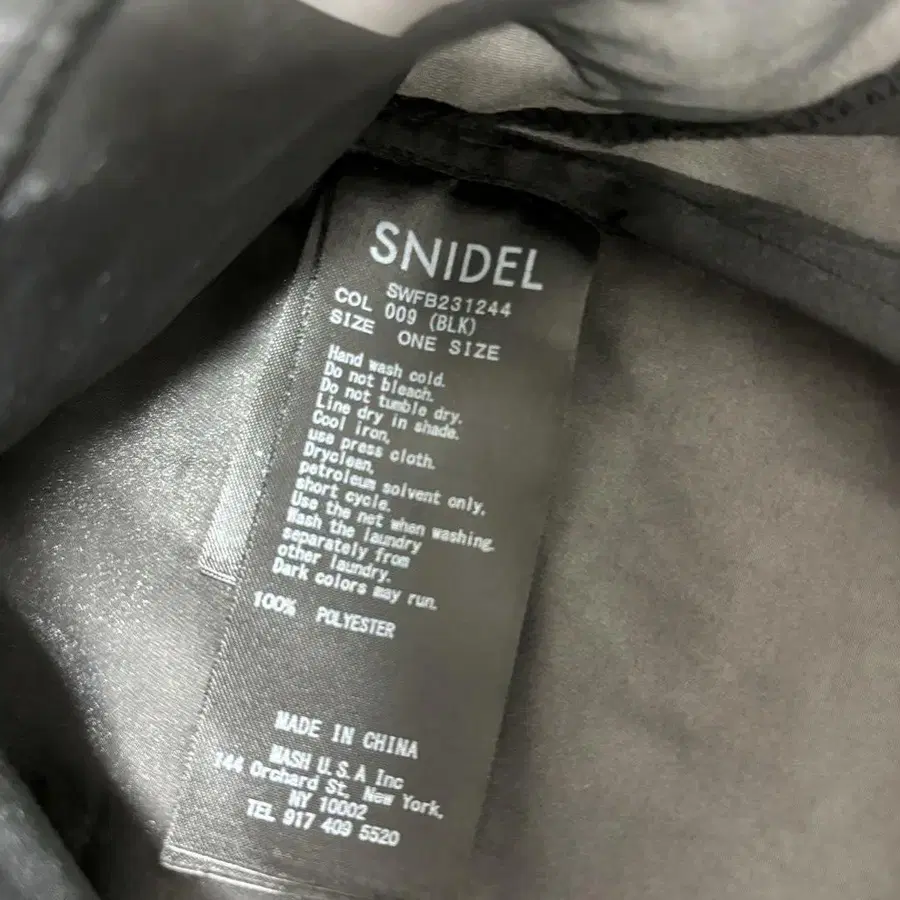 SNIDEL
SWFB231244
COL 009 (BLK)
SIZE ONE SIZE
Hand wash cold.
Do not bleach.
Do not tumble dry.
Line dry in shade.
Cool iron,
use press cloth.
Dryclean,
petroleum solvent only,
short cycle.
Use the net when washing.
Wash the laundry
separately from
other laundry.
Dark colors may run.
100% POLYESTER
MADE IN CHINA
MASH U.S.A Inc
144 Orchard St, New York,
NY 10002
TEL 917 409 5520